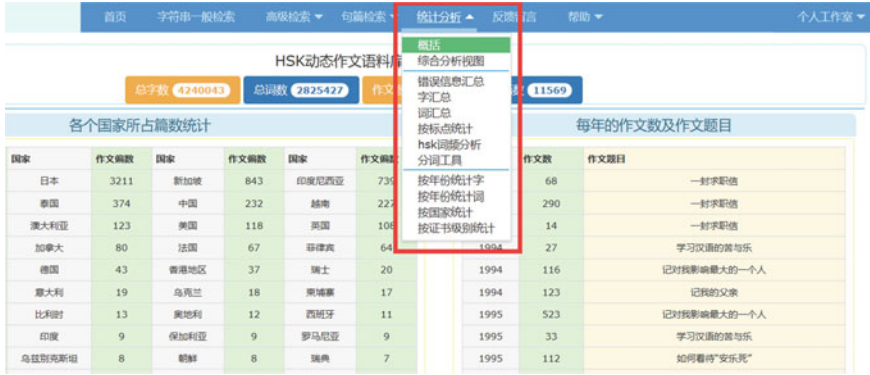 首页 字符串一般检索 高级检索 句篇检索 统计分析 反馈留言 帮助 个人工作室
概括
综合分析视图
错误信息汇总
字汇总
词汇总
按标点统计
hsk词频分析
分词工具
按年份统计字
按年份统计词
按国家统计
按证书级别统计
HSK动态作文语料库
总字数 4240043 总词数 2825427 作文 11569
各个国家所占篇数统计
国家 作文编数 国家 作文编数 国家 作文编数
日本 3211 新加坡 843 印度尼西亚 739
泰国 374 中国 232 越南 227
澳大利亚 123 美国 118 英国 108
加拿大 80 法国 67 菲律宾 64
德国 43 香港地区 37 瑞士 20
意大利 19 乌克兰 18 柬埔寨 17
比利时 13 奥地利 12 西班牙 11
印度 9 保加利亚 9 罗马尼亚 9
乌兹别克斯坦 8 朝鲜 8 瑞典 7
每年的作文数及作文题目
作文数 作文题目
68 一封求职信
290 一封求职信
14 一封求职信
1994 27 学习汉语的苦与乐
1994 116 记对我影响最大的一个人
1994 123 记我的父亲
1995 523 记对我影响最大的一个人
1995 33 学习汉语的苦与乐
1995 112 如何看待"安乐死"